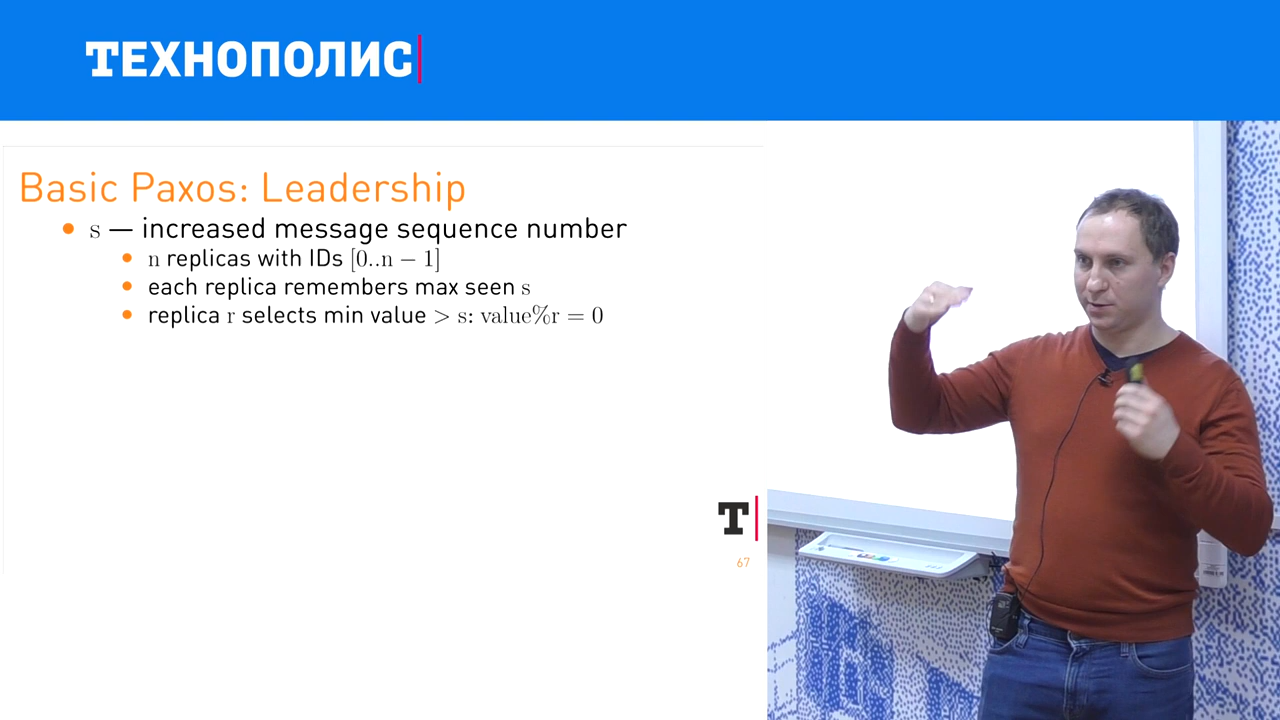 ТЕХНОПОЛИС
Basic Paxos: Leadership
s — increased message sequence number
n replicas with IDs [0..n − 1]
each replica remembers max seen s
replica r selects min value > s: value%r = 0
Т
67